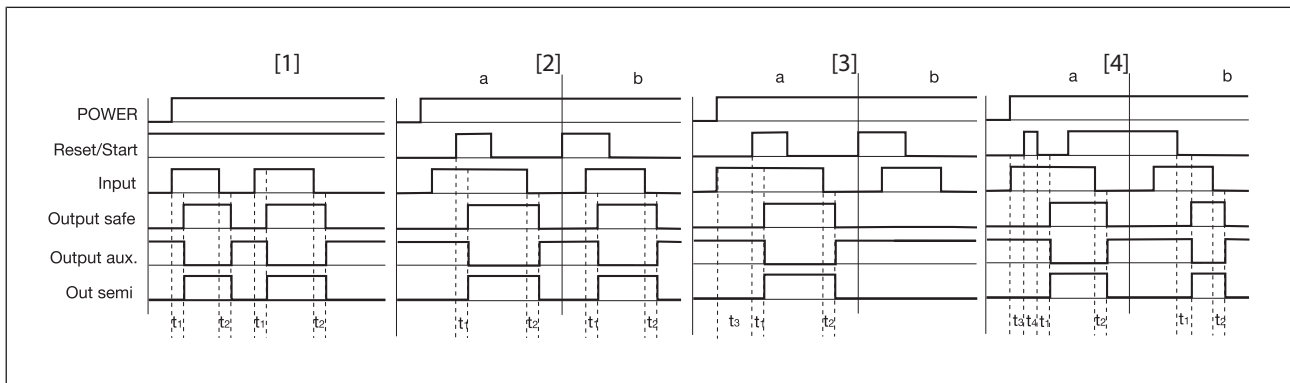 [1] [2] [3] [4]
a b a b a b
POWER
Reset/Start
Input
Output safe
Output aux.
Out semi
t1 t2 t1 t2 t1 t2 t1 t2 t3 t1 t2 t3 t4 t1 t2 t1 t2